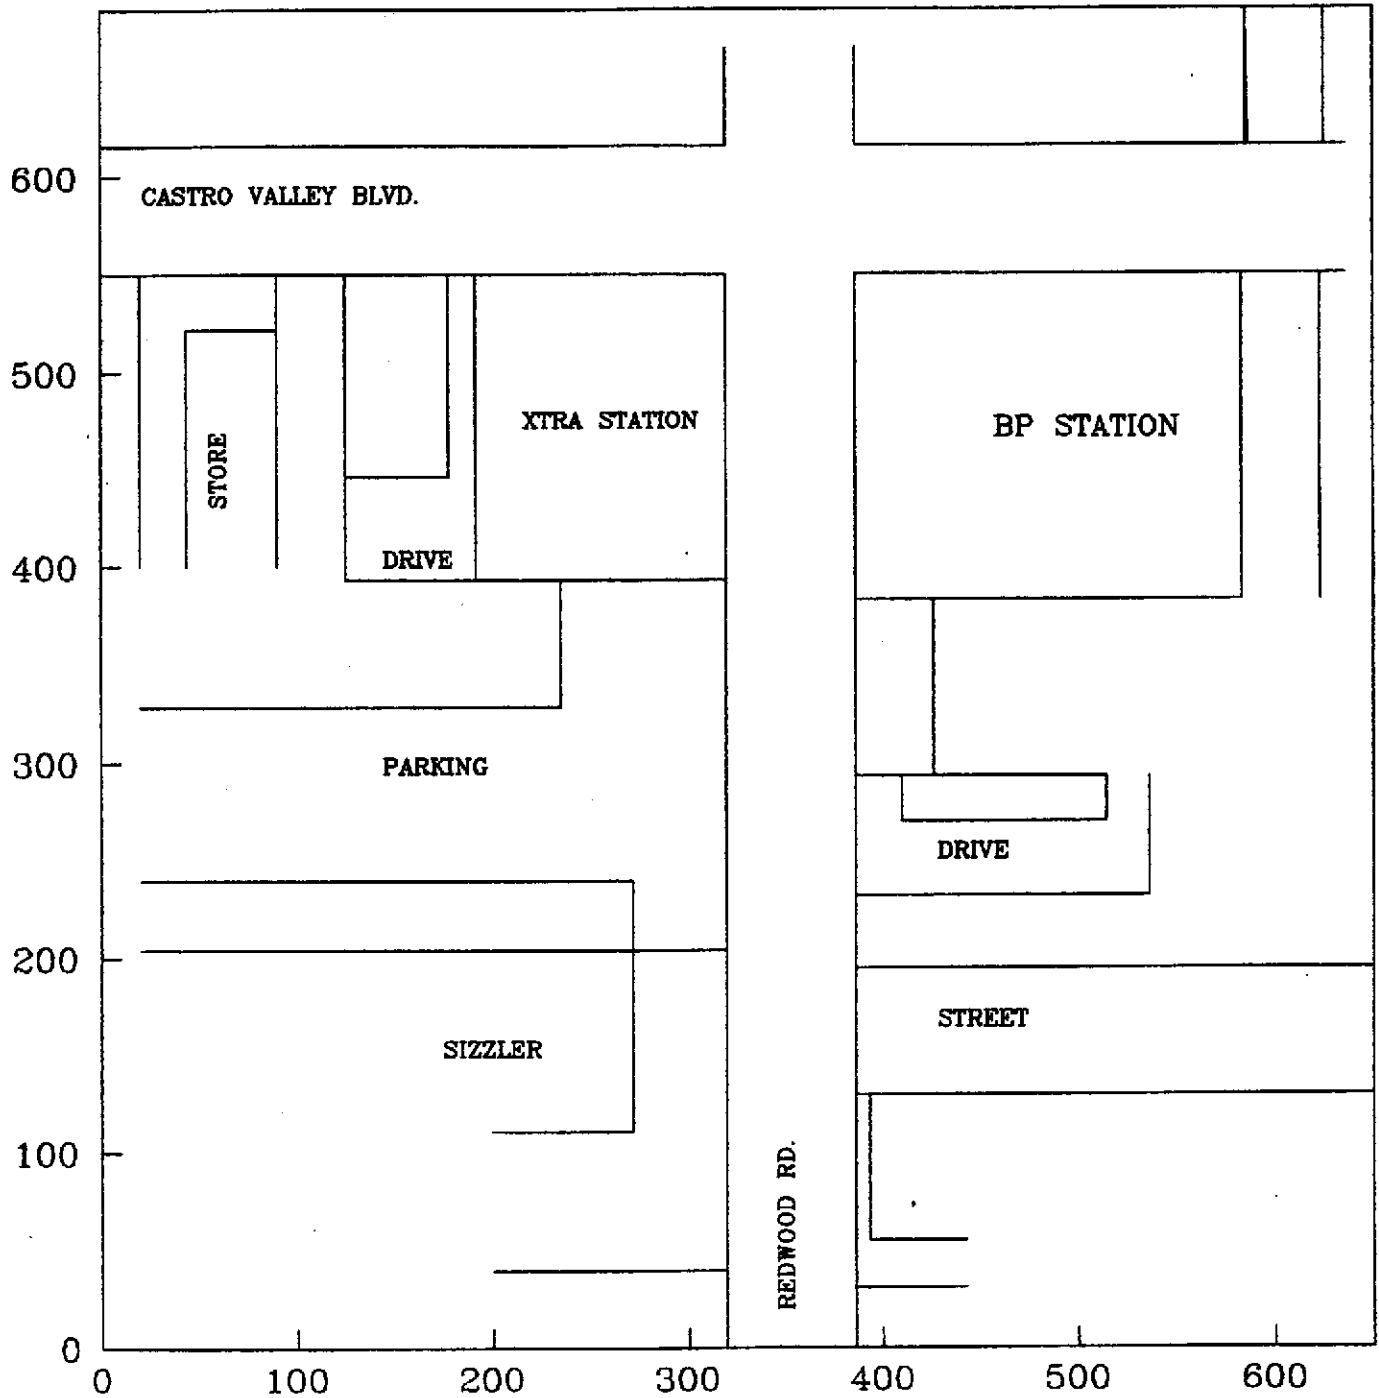 600
CASTRO VALLEY BLVD.
500
XTRA STATION
BP STATION
STORE
400
DRIVE
300
PARKING
DRIVE
200
STREET
SIZZLER
100
REDWOOD RD.
0
0 100 200 300 400 500 600